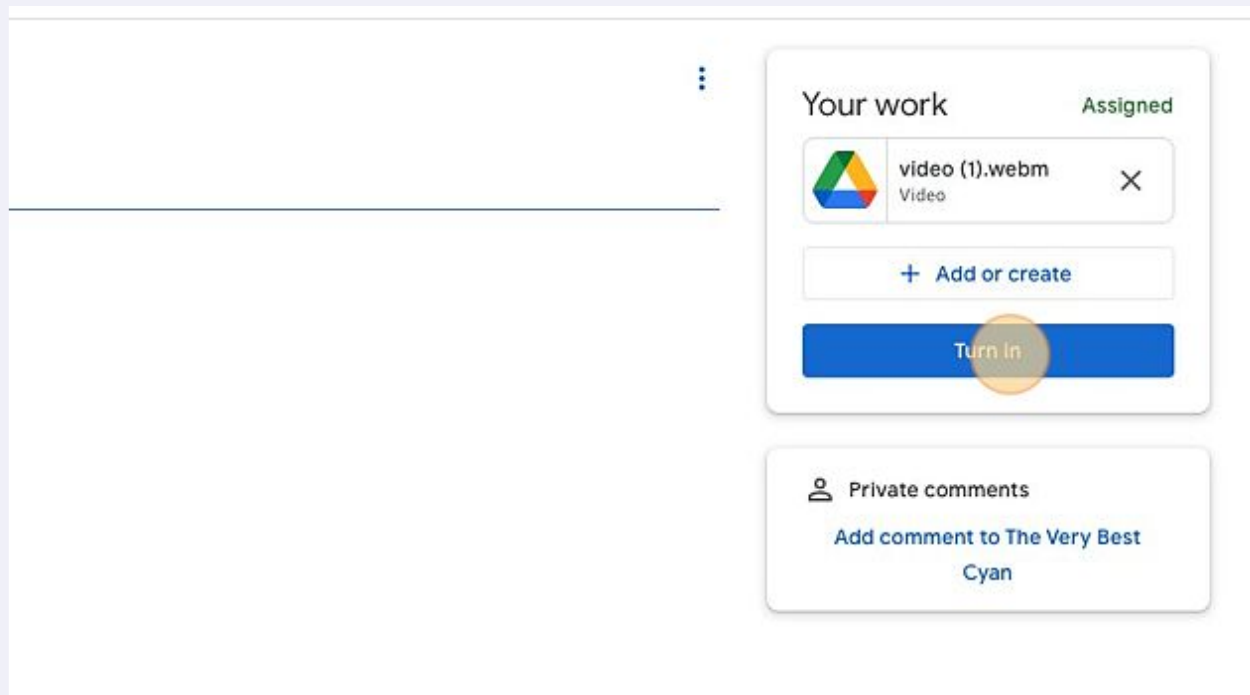 Your work
Assigned
video (1).webm
Video
+ Add or create
Turn in
Private comments
Add comment to The Very Best
Cyan